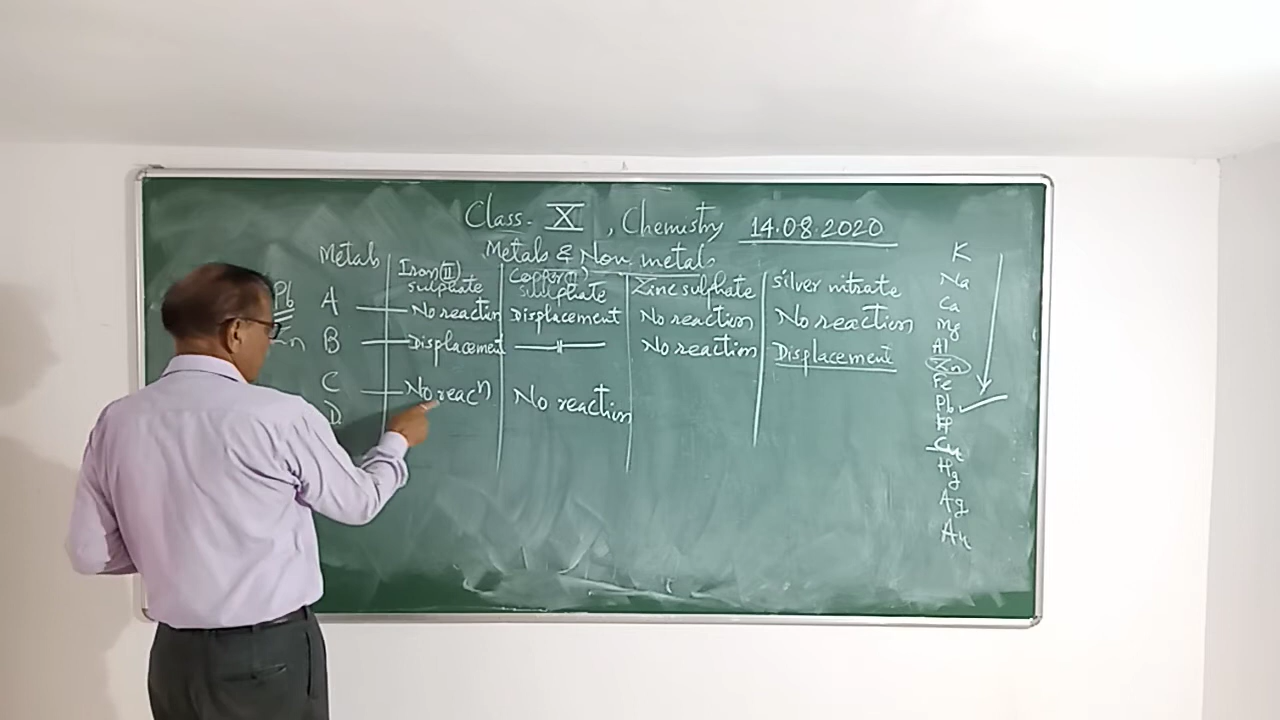 Class- X , Chemistry 14.08.2020
Metals & Non metals
Metals Iron(II) sulphate Copper(II) sulphate Zinc sulphate silver nitrate
Pb A No reaction Displacement No reaction No reaction
Zn B Displacement —||— No reaction Displacement
C No reacn No reaction
D
K
Na
Ca
Mg
Al
Zn
Fe
Pb
H
Cu
Hg
Ag
Au